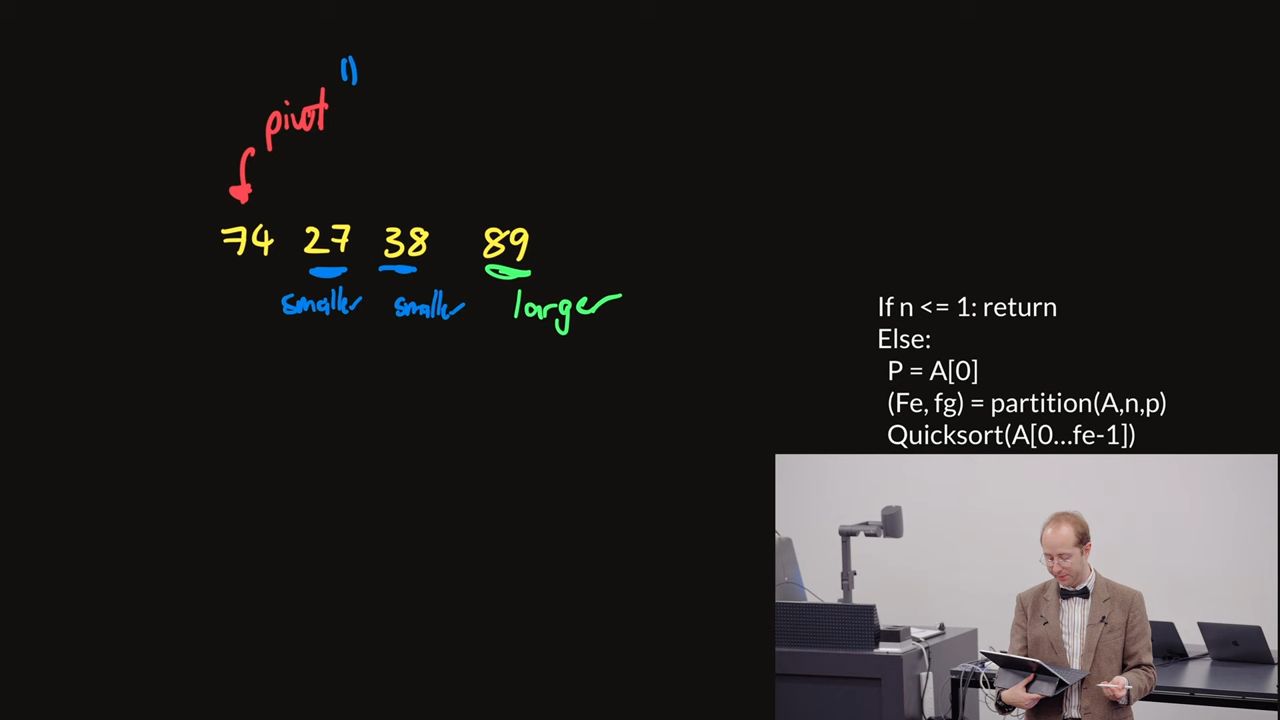 1)
pivot
74 27 38 89
smaller smaller larger
If n <= 1: return
Else:
P = A[0]
(Fe, fg) = partition(A,n,p)
Quicksort(A[0...fe-1])